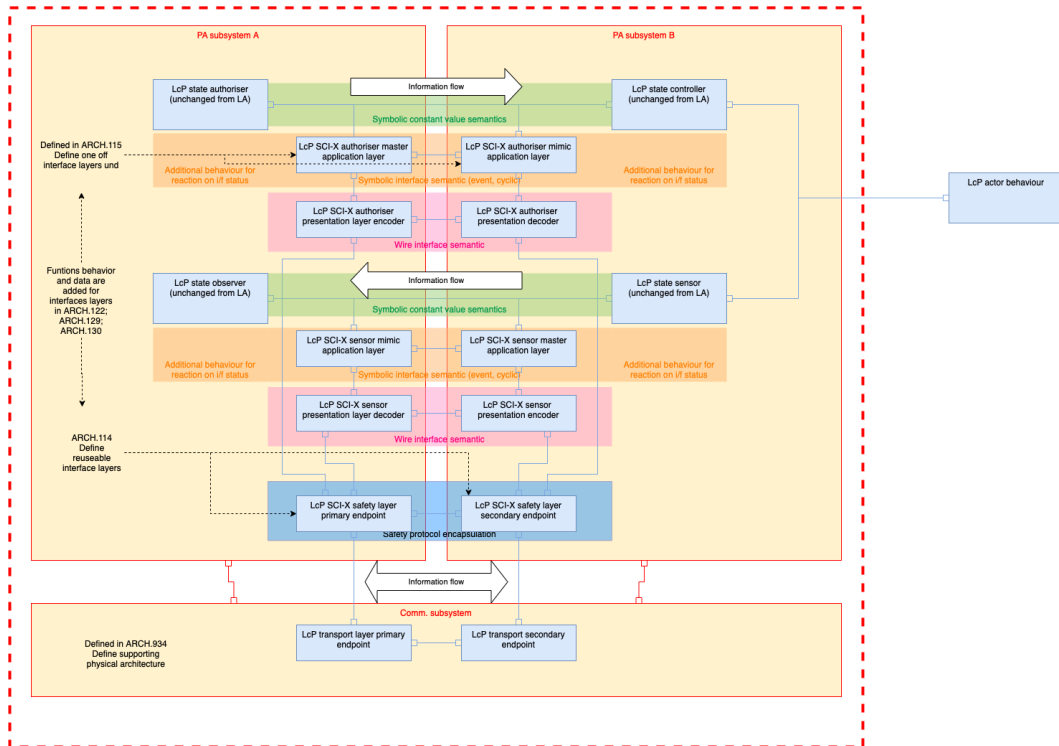 PA subsystem A
PA subsystem B
LcP state authoriser
(unchanged from LA)
Information flow
LcP state controller
(unchanged from LA)
Symbolic constant value semantics
Defined in ARCH.115
Define one off
interface layers und
LcP SCI-X authoriser master
application layer
LcP SCI-X authoriser mimic
application layer
Additional behaviour for
reaction on i/f status
Symbolic interface semantic (event, cyclic)
Additional behaviour for
reaction on i/f status
LcP actor behaviour
LcP SCI-X authoriser
presentation layer encoder
LcP SCI-X authoriser
presentation decoder
Wire interface semantic
Funtions behavior
and data are
added for
interfaces layers
in ARCH.122;
ARCH.129;
ARCH.130
LcP state observer
(unchanged from LA)
Information flow
LcP state sensor
(unchanged from LA)
Symbolic constant value semantics
LcP SCI-X sensor mimic
application layer
LcP SCI-X sensor master
application layer
Additional behaviour for
reaction on i/f status
Symbolic interface semantic (event, cyclic)
Additional behaviour for
reaction on i/f status
LcP SCI-X sensor
presentation layer decoder
LcP SCI-X sensor
presentation encoder
Wire interface semantic
ARCH.114
Define
reuseable
interface layers
LcP SCI-X safety layer
primary endpoint
LcP SCI-X safety layer
secondary endpoint
Safety protocol encapsulation
Information flow
Comm. subsystem
Defined in ARCH.934
Define supporting
physical architecture
LcP transport layer primary
endpoint
LcP transport secondary
endpoint